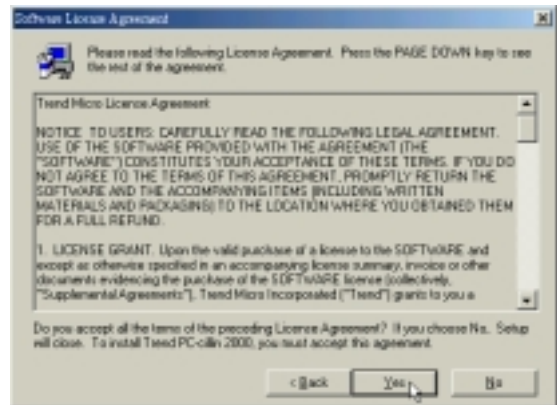 Software License Agreement
Please read the following License Agreement. Press the PAGE DOWN key to see
the rest of the agreement.
Trend Micro License Agreement
NOTICE TO USERS: CAREFULLY READ THE FOLLOWING LEGAL AGREEMENT.
USE OF THE SOFTWARE PROVIDED WITH THE AGREEMENT (THE
"SOFTWARE") CONSTITUTES YOUR ACCEPTANCE OF THESE TERMS. IF YOU DO
NOT AGREE TO THE TERMS OF THIS AGREEMENT, PROMPTLY RETURN THE
SOFTWARE AND THE ACCOMPANYING ITEMS (INCLUDING WRITTEN
MATERIALS AND PACKAGING) TO THE LOCATION WHERE YOU OBTAINED THEM
FOR A FULL REFUND.
1. LICENSE GRANT. Upon the valid purchase of a license to the SOFTWARE and
except as otherwise specified in an accompanying license summary, invoice or other
documents evidencing the purchase of the SOFTWARE license (collectively,
"Supplemental Agreements"), Trend Micro Incorporated ("Trend") grants to you a
Do you accept all the terms of the preceding License Agreement? If you choose No, Setup
will close. To install Trend PC-cillin 2000, you must accept this agreement.
< Back
Yes
No